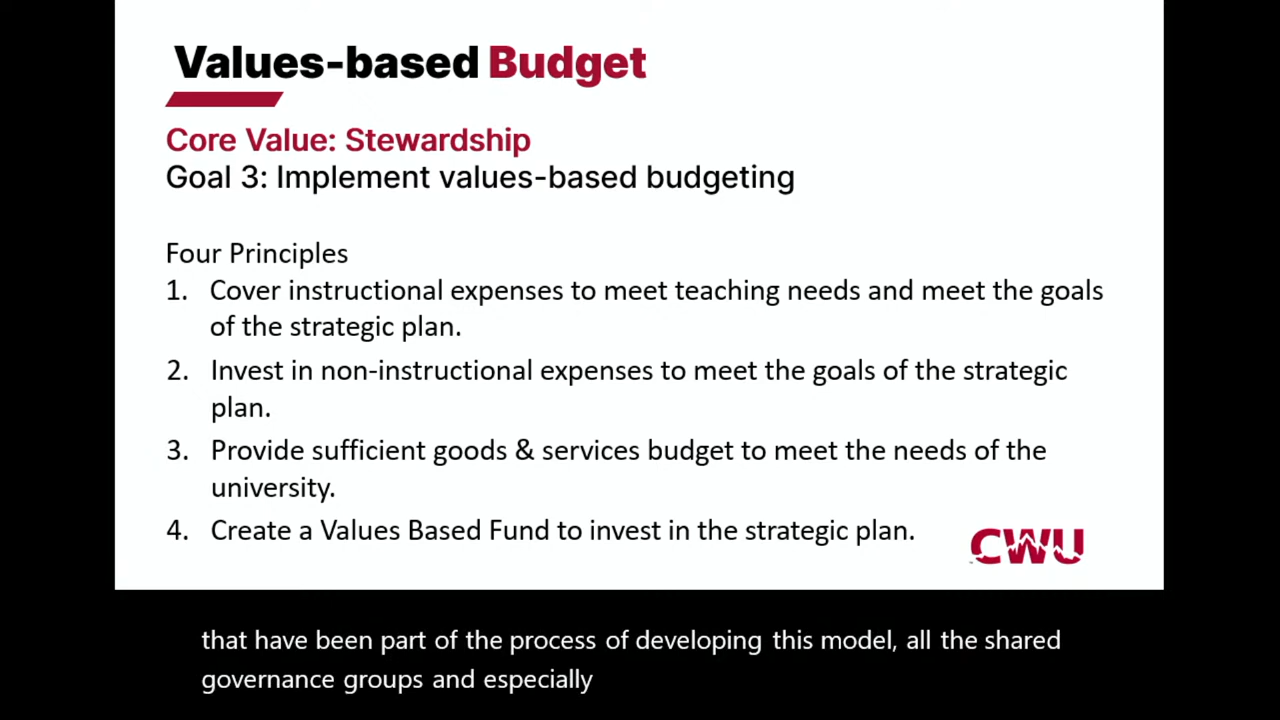 Values-based Budget
Core Value: Stewardship
Goal 3: Implement values-based budgeting
Four Principles
1. Cover instructional expenses to meet teaching needs and meet the goals
of the strategic plan.
2. Invest in non-instructional expenses to meet the goals of the strategic
plan.
3. Provide sufficient goods & services budget to meet the needs of the
university.
4. Create a Values Based Fund to invest in the strategic plan.
CWU
that have been part of the process of developing this model, all the shared
governance groups and especially